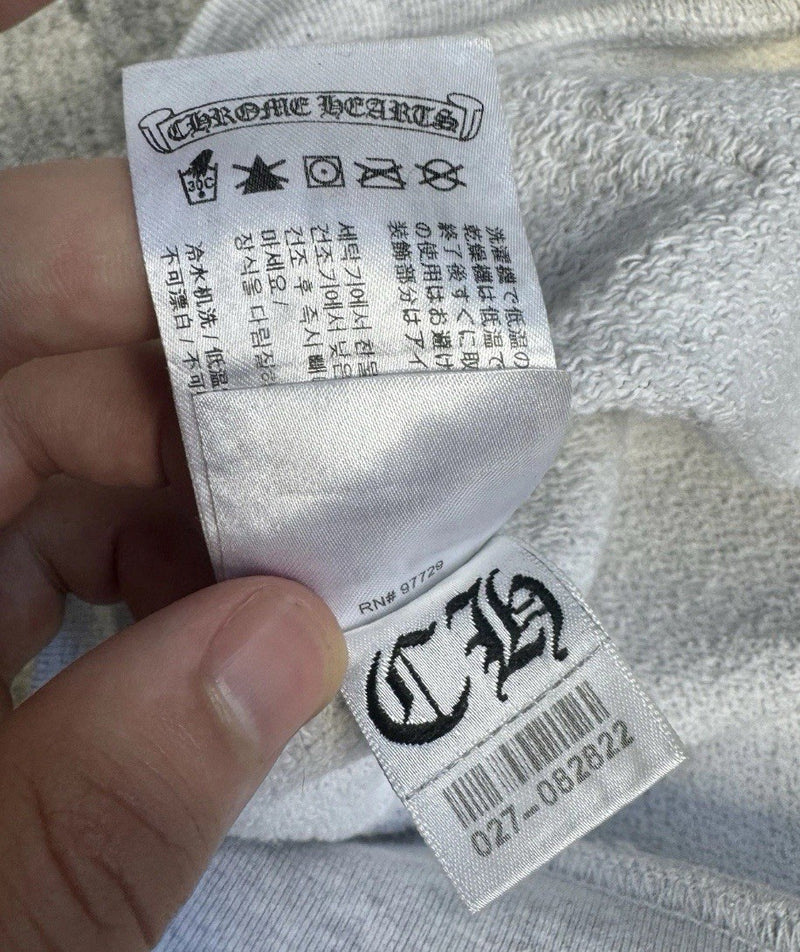 CHROME HEARTS
30C
洗濯機で低温の
乾燥機は低温で
終了後すぐに取
の使用はお避け
装飾部分はアイ
세탁기에서 찬물
건조기에서 낮은
건조 후 즉시 빼
마세요 /
장식을 다림질하
冷水机洗 / 低温
不可漂白 / 不可
RN# 97729
CH
027-082822